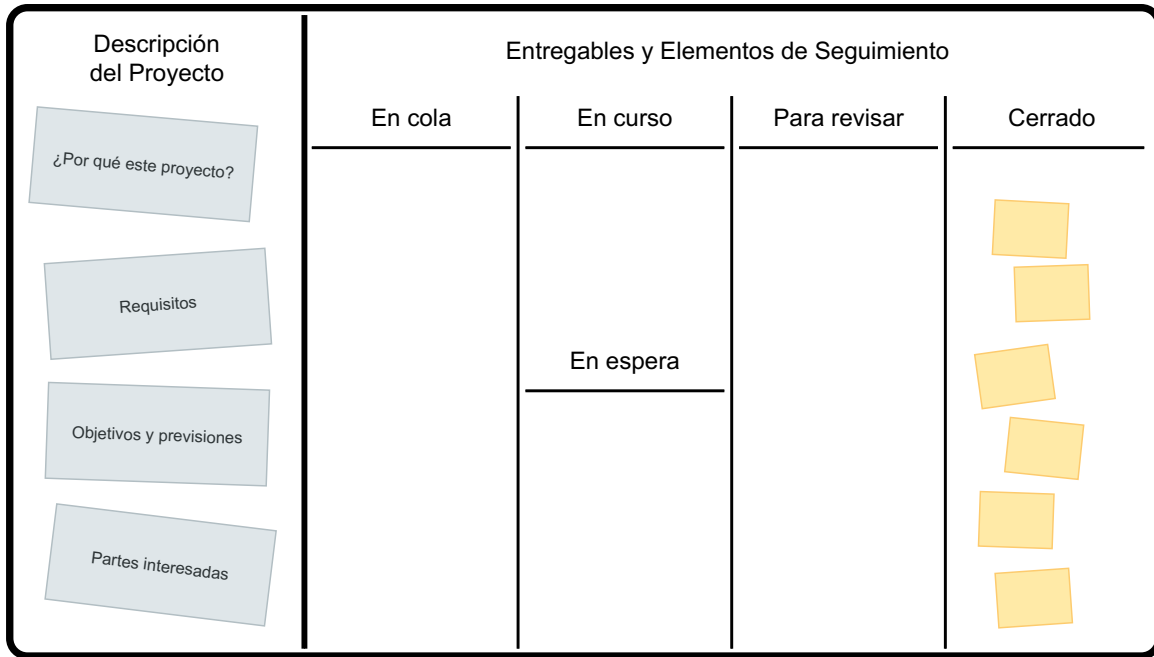 Descripción
del Proyecto
¿Por qué este proyecto?
Requisitos
Objetivos y previsiones
Partes interesadas
Entregables y Elementos de Seguimiento
En cola
En curso
Para revisar
Cerrado
En espera